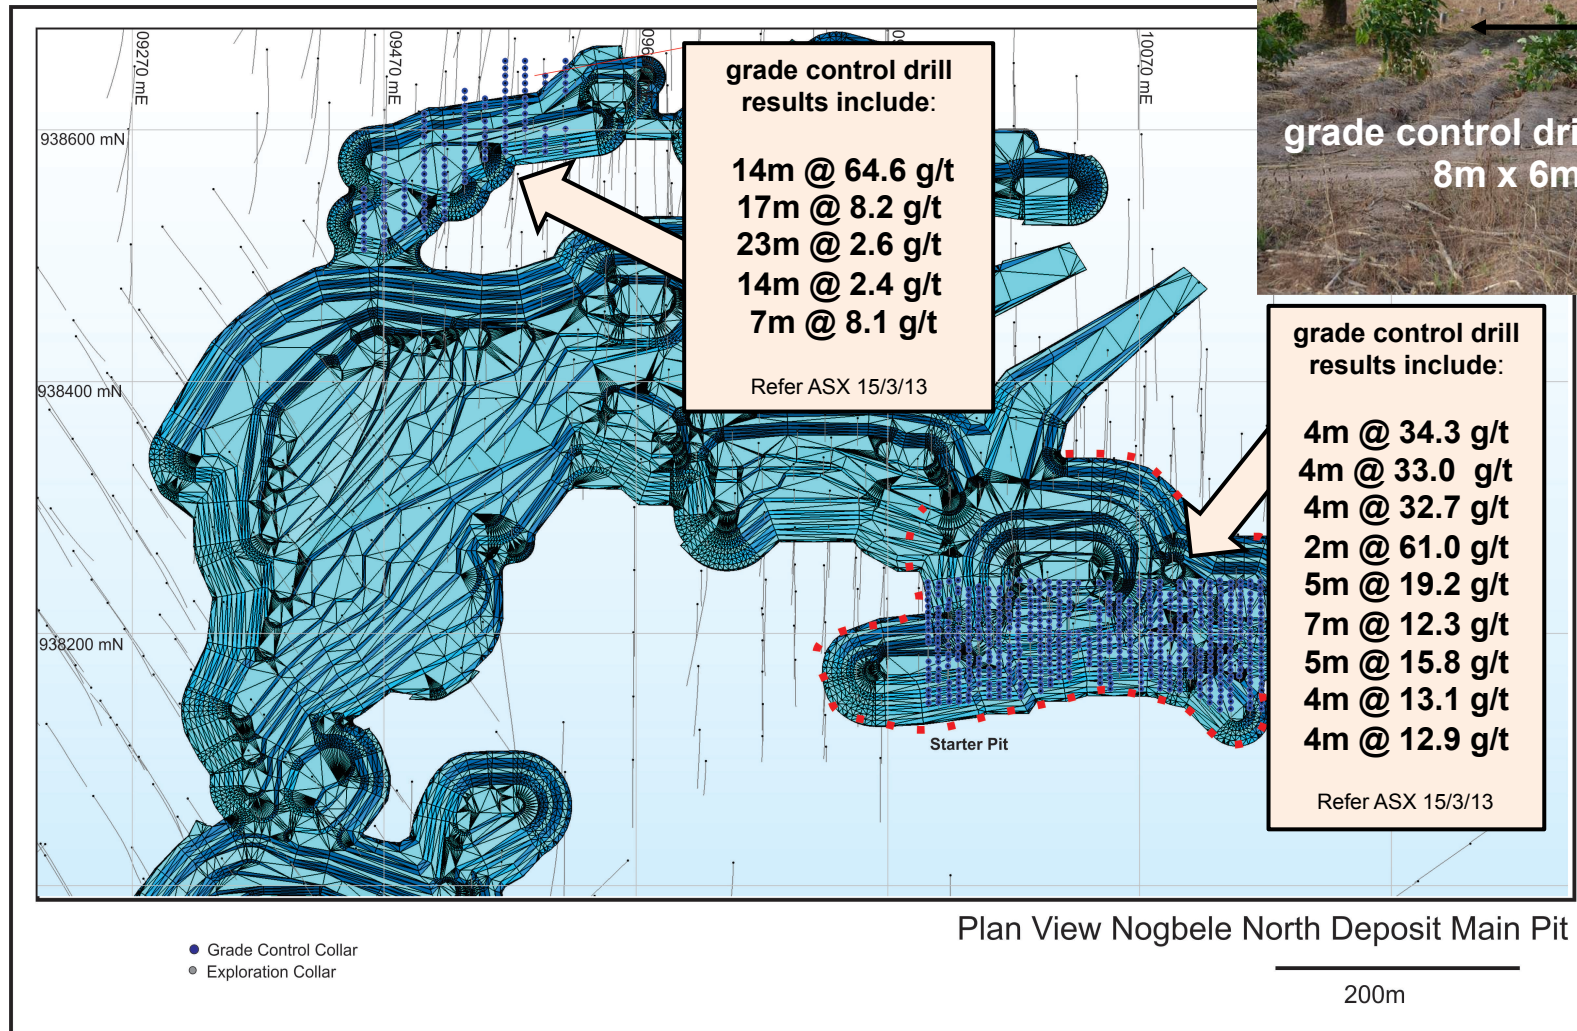 09270 mE
09470 mE
10070 mE
938600 mN
938400 mN
938200 mN
grade control drill
results include:
14m @ 64.6 g/t
17m @ 8.2 g/t
23m @ 2.6 g/t
14m @ 2.4 g/t
7m @ 8.1 g/t
Refer ASX 15/3/13
grade control
8m x 6m
grade control drill
results include:
4m @ 34.3 g/t
4m @ 33.0 g/t
4m @ 32.7 g/t
2m @ 61.0 g/t
5m @ 19.2 g/t
7m @ 12.3 g/t
5m @ 15.8 g/t
4m @ 13.1 g/t
4m @ 12.9 g/t
Refer ASX 15/3/13
Starter Pit
Plan View Nogbele North Deposit Main Pit
Grade Control Collar
Exploration Collar
200m